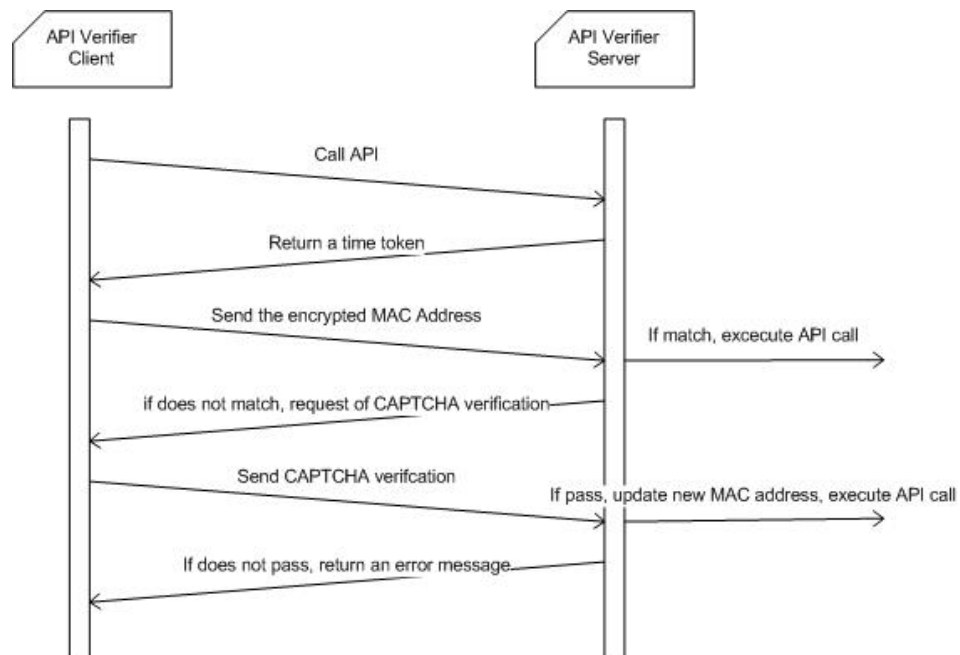 API Verifier
Client
API Verifier
Server
Call API
Return a time token
Send the encrypted MAC Address
If match, excecute API call
if does not match, request of CAPTCHA verification
Send CAPTCHA verifcation
If pass, update new MAC address, execute API call
If does not pass, return an error message